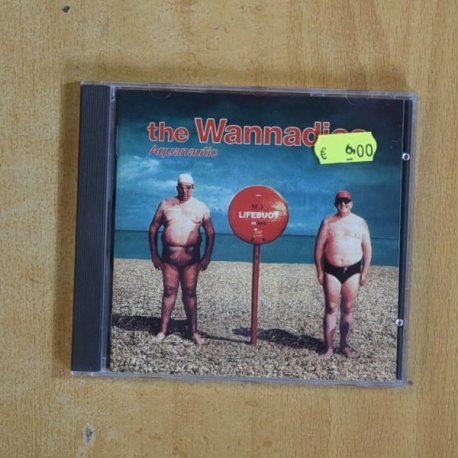 the Wannadies
Aquanautic
€ 6,00
LIFEBUOY